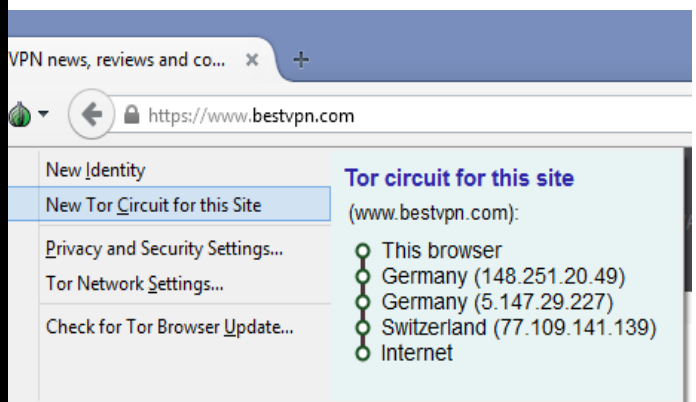 VPN news, reviews and co...
https://www.bestvpn.com
New Identity
New Tor Circuit for this Site
Privacy and Security Settings...
Tor Network Settings...
Check for Tor Browser Update...
Tor circuit for this site
(www.bestvpn.com):
This browser
Germany (148.251.20.49)
Germany (5.147.29.227)
Switzerland (77.109.141.139)
Internet